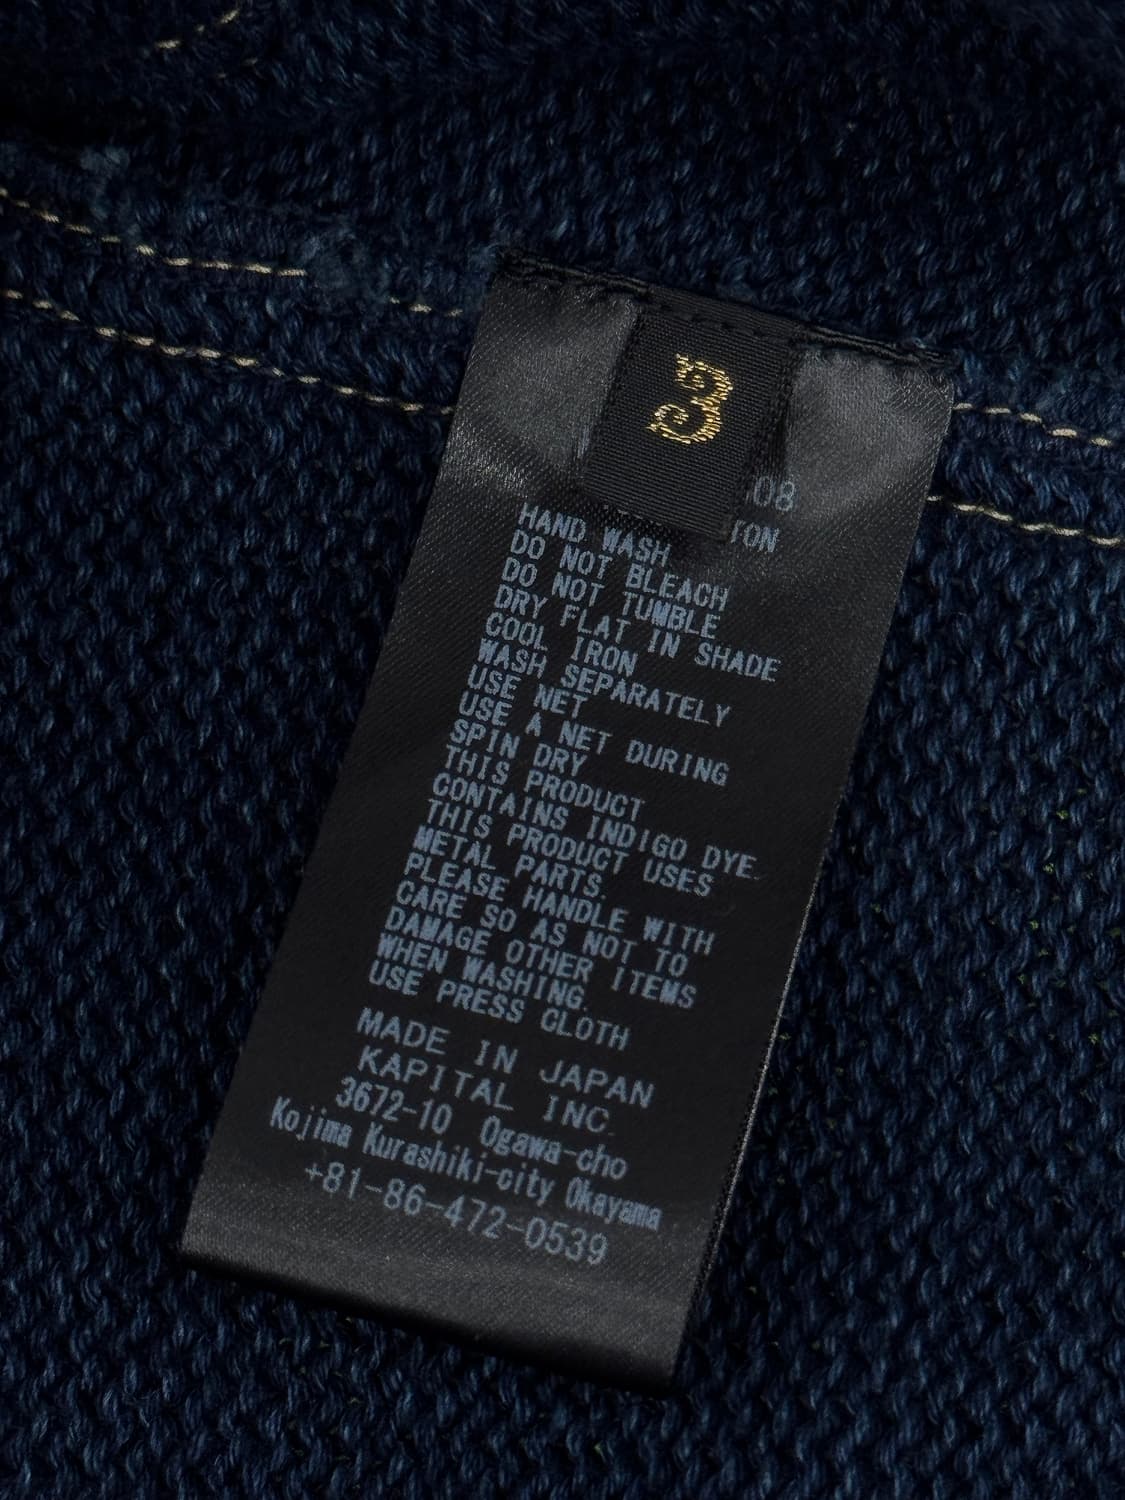 3
08
TON
HAND WASH
DO NOT BLEACH
DO NOT TUMBLE
DRY FLAT IN SHADE
COOL IRON
WASH SEPARATELY
USE NET
USE A NET DURING
SPIN DRY
THIS PRODUCT
CONTAINS INDIGO DYE.
THIS PRODUCT USES
METAL PARTS.
PLEASE HANDLE WITH
CARE SO AS NOT TO
DAMAGE OTHER ITEMS
WHEN WASHING.
USE PRESS CLOTH
MADE IN JAPAN
KAPITAL INC.
3672-10 Ogawa-cho
Kojima Kurashiki-city Okayama
+81-86-472-0539